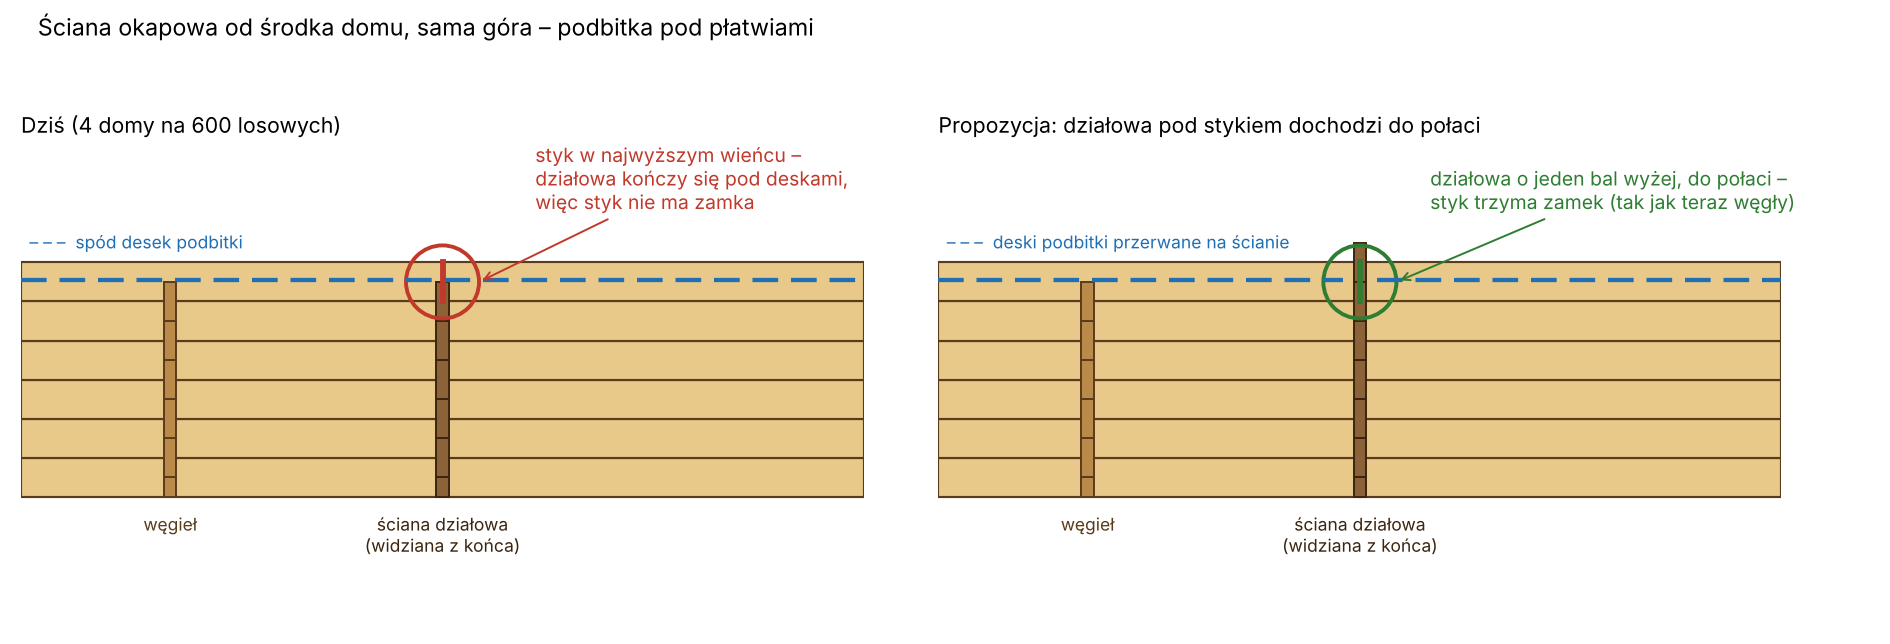 Ściana okapowa od środka domu, sama góra – podbitka pod płatwiami
Dziś (4 domy na 600 losowych)
styk w najwyższym wieńcu –
działowa kończy się pod deskami,
więc styk nie ma zamka
spód desek podbitki
węgieł
ściana działowa
(widziana z końca)
Propozycja: działowa pod stykiem dochodzi do połaci
działowa o jeden bal wyżej, do połaci –
styk trzyma zamek (tak jak teraz węgły)
deski podbitki przerwane na ścianie
węgieł
ściana działowa
(widziana z końca)